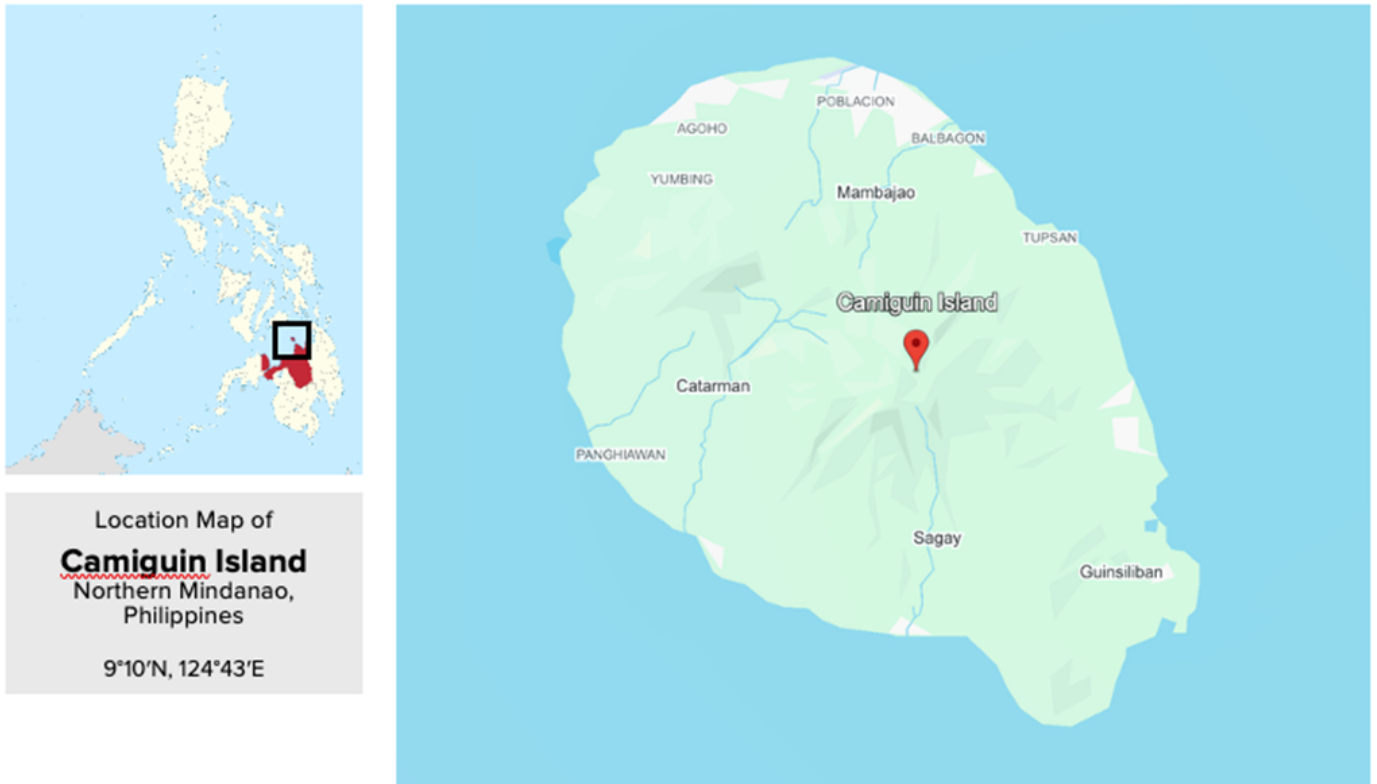 Location Map of
Camiguin Island
Northern Mindanao,
Philippines
9°10′N, 124°43′E
POBLACION
AGOHO
BALBAGON
YUMBING
Mambajao
TUPSAN
Camiguin Island
Catarman
PANGHIAWAN
Sagay
Guinsiliban